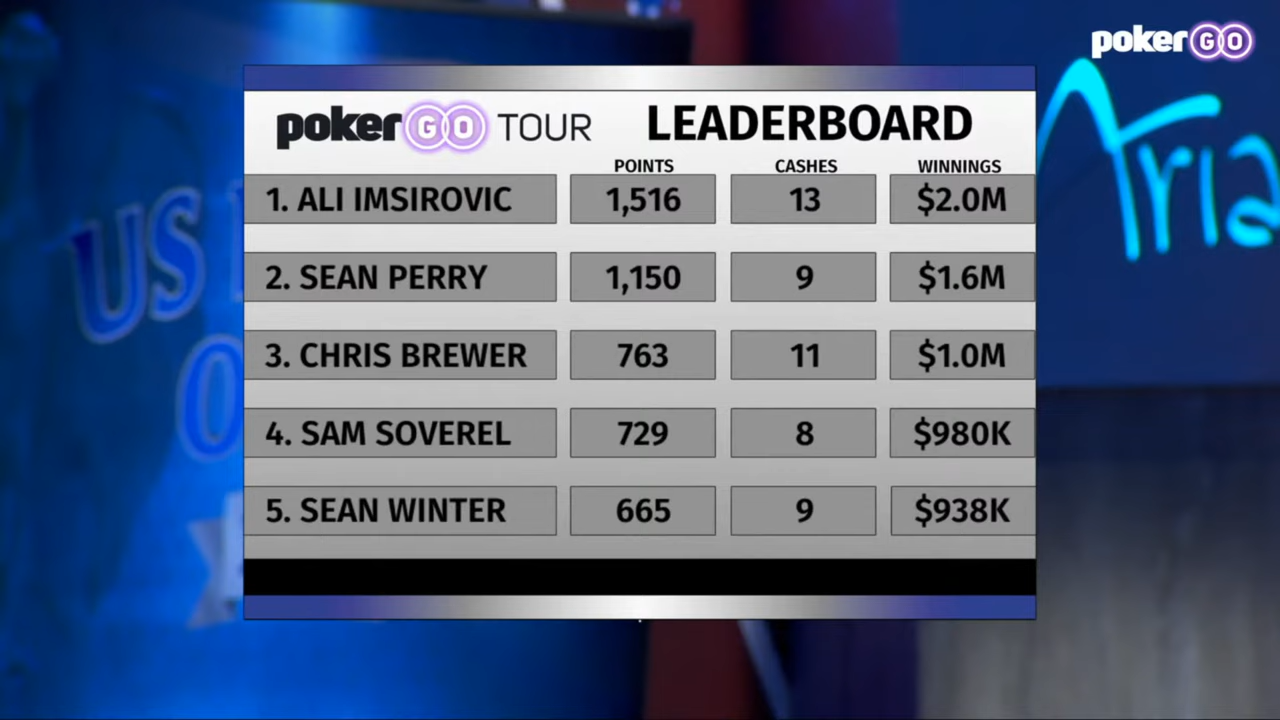 pokerGO
pokerGO TOUR LEADERBOARD
POINTS CASHES WINNINGS
1. ALI IMSIROVIC 1,516 13 $2.0M
2. SEAN PERRY 1,150 9 $1.6M
3. CHRIS BREWER 763 11 $1.0M
4. SAM SOVEREL 729 8 $980K
5. SEAN WINTER 665 9 $938K
US
O
Aria